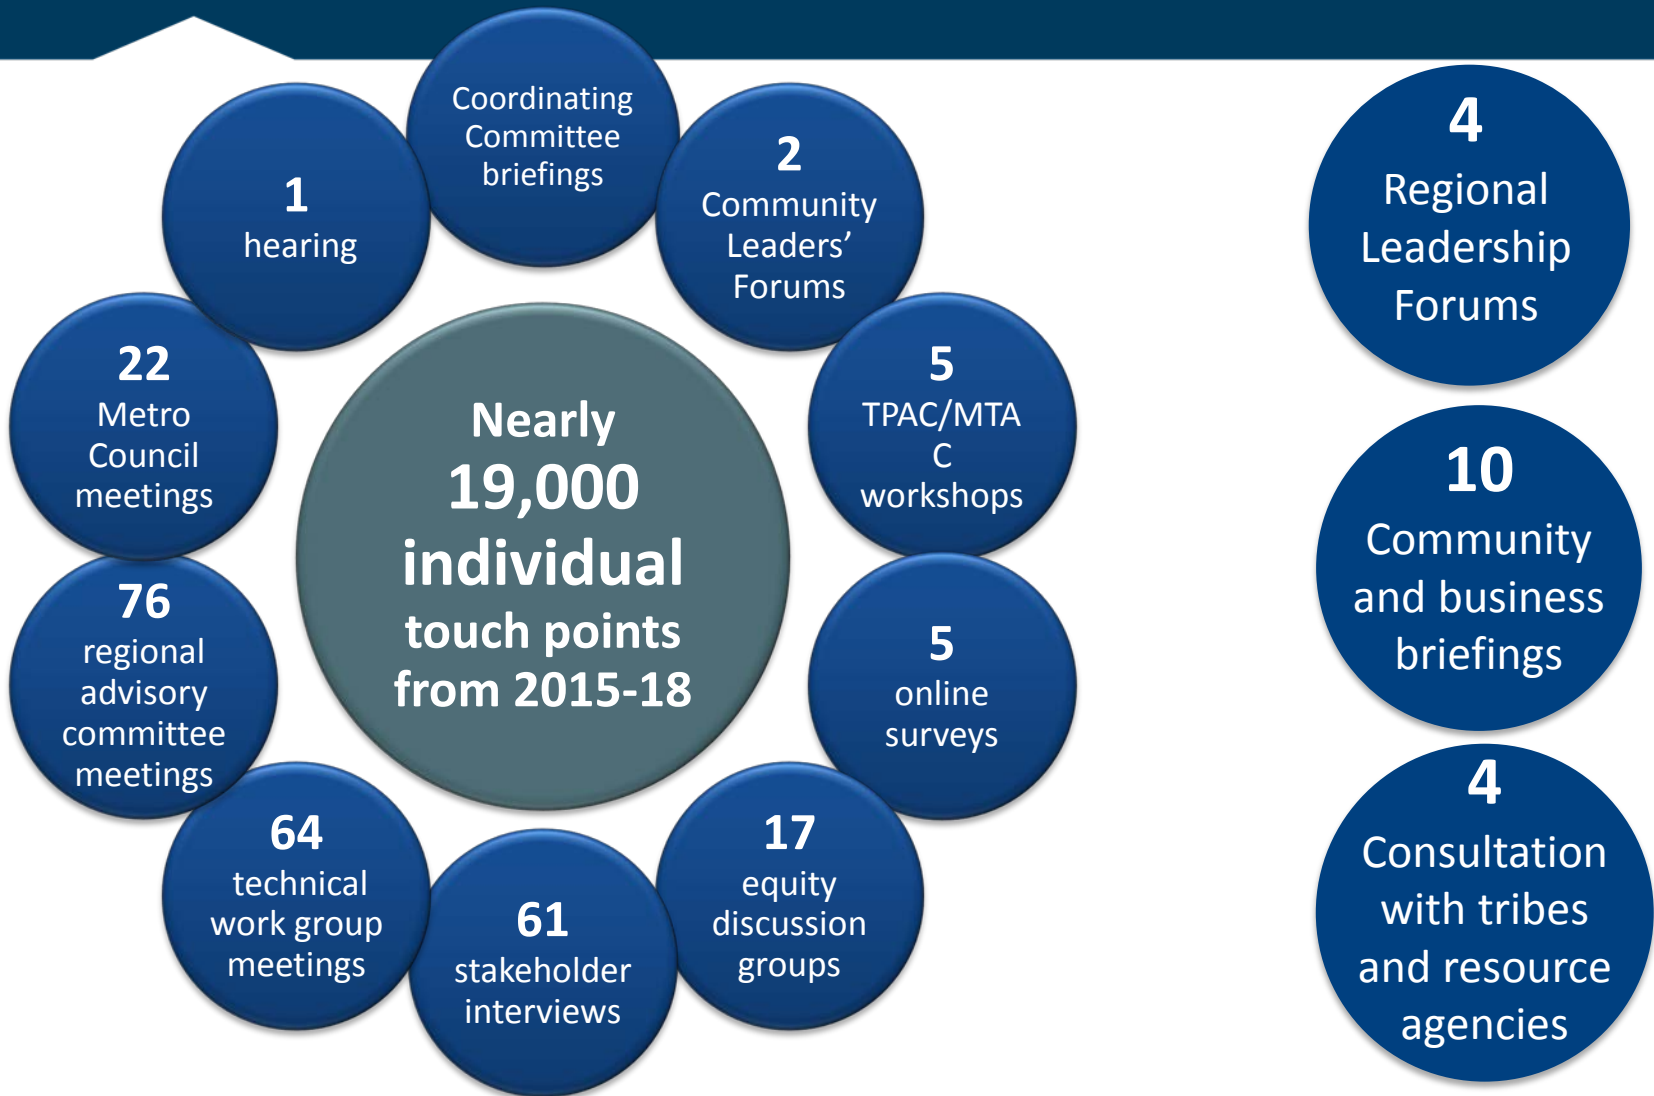 Coordinating
Committee
briefings
2
Community
Leaders’
Forums
5
TPAC/MTA
C
workshops
5
online
surveys
17
equity
discussion
groups
61
stakeholder
interviews
64
technical
work group
meetings
76
regional
advisory
committee
meetings
22
Metro
Council
meetings
1
hearing
Nearly
19,000
individual
touch points
from 2015-18
4
Regional
Leadership
Forums
10
Community
and business
briefings
4
Consultation
with tribes
and resource
agencies